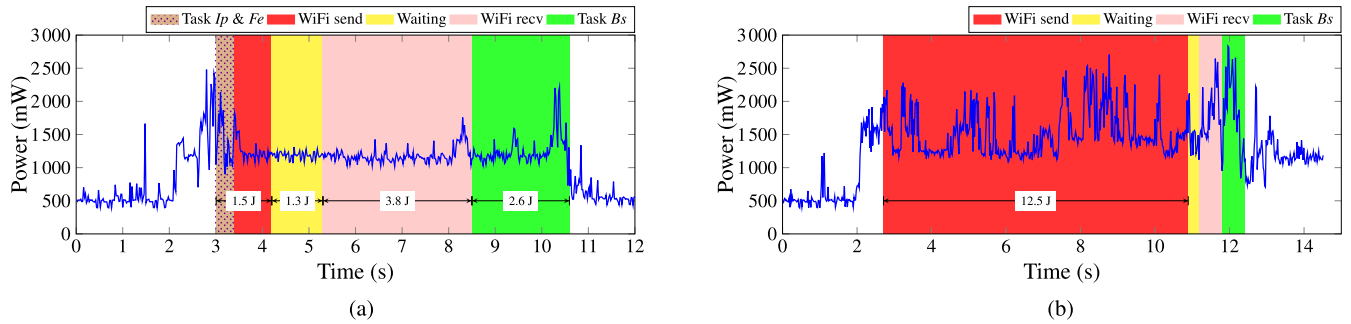 Task Ip & Fe WiFi send Waiting WiFi recv Task Bs
3 000
2 500
2 000
1 500
1 000
500
0
Power (mW)
1.5 J 1.3 J 3.8 J 2.6 J
0 1 2 3 4 5 6 7 8 9 10 11 12
Time (s)
(a)
WiFi send Waiting WiFi recv Task Bs
3 000
2 500
2 000
1 500
1 000
500
0
Power (mW)
12.5 J
0 2 4 6 8 10 12 14
Time (s)
(b)